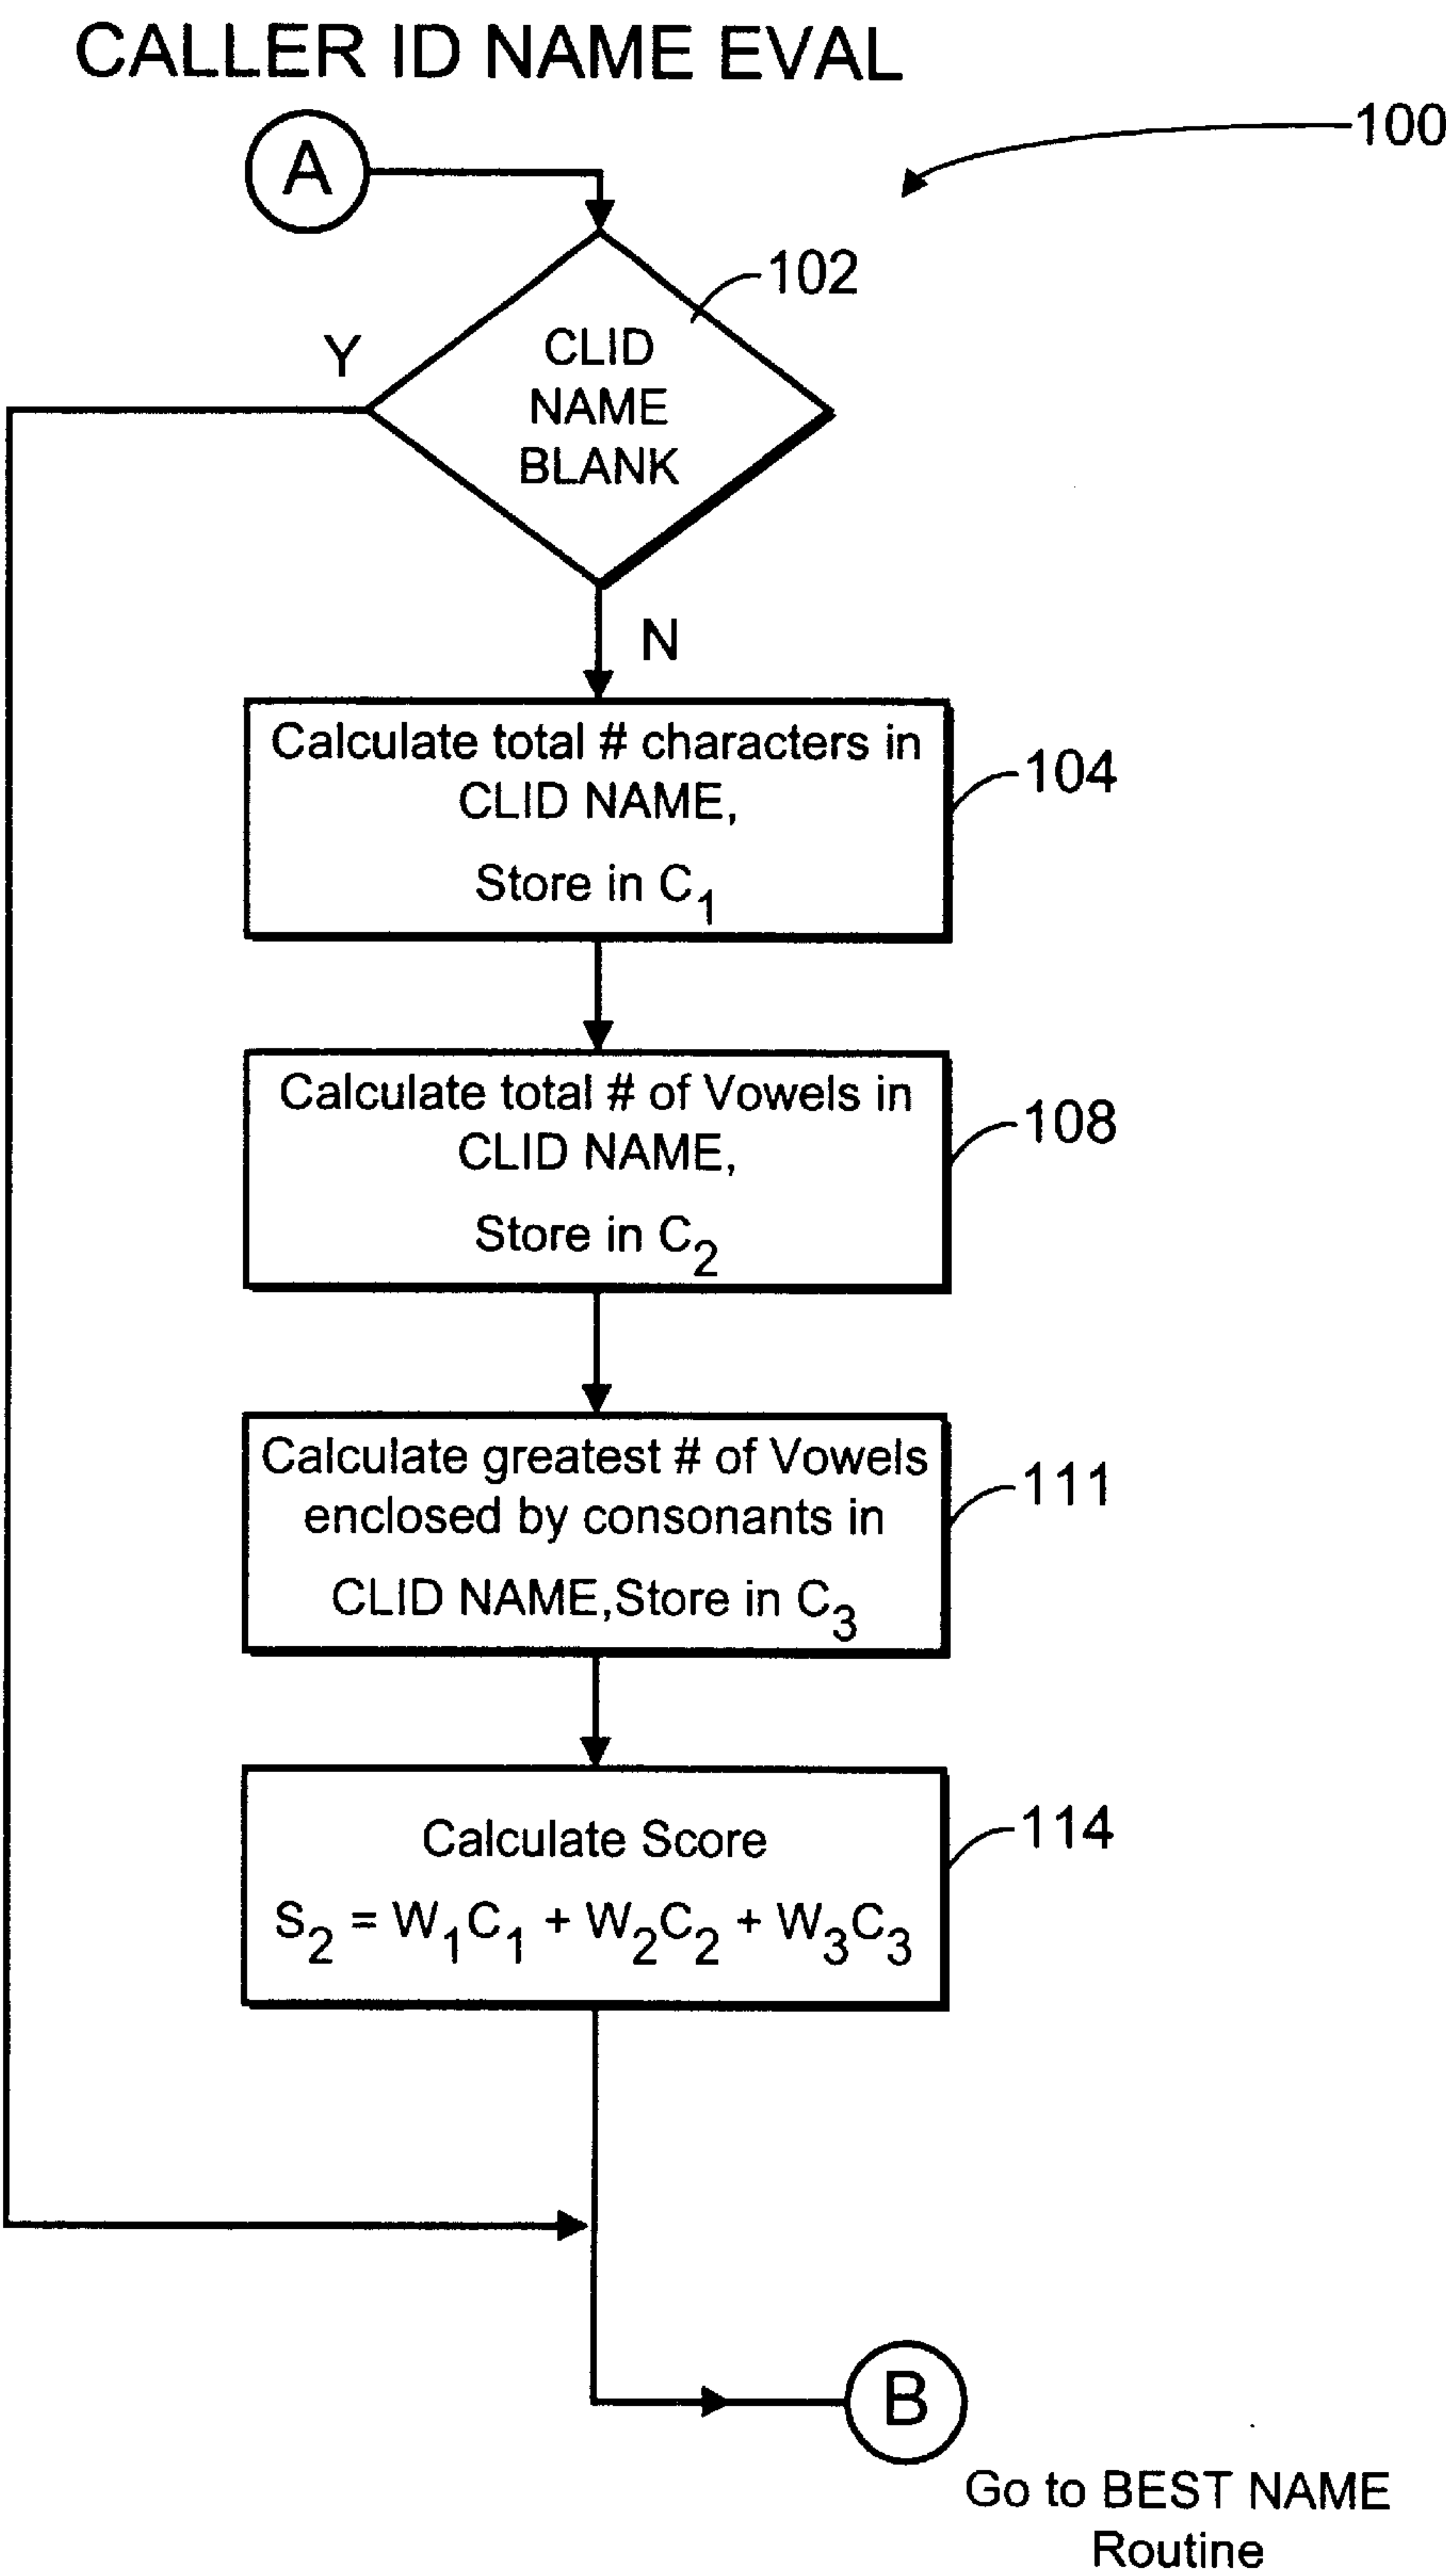 CALLER ID NAME EVAL
A
100
102
CLID
NAME
BLANK
Y
N
Calculate total # characters in
CLID NAME,
Store in C1
104
Calculate total # of Vowels in
CLID NAME,
Store in C2
108
Calculate greatest # of Vowels
enclosed by consonants in
CLID NAME,Store in C3
111
Calculate Score
S2 = W1C1 + W2C2 + W3C3
114
B
Go to BEST NAME
Routine